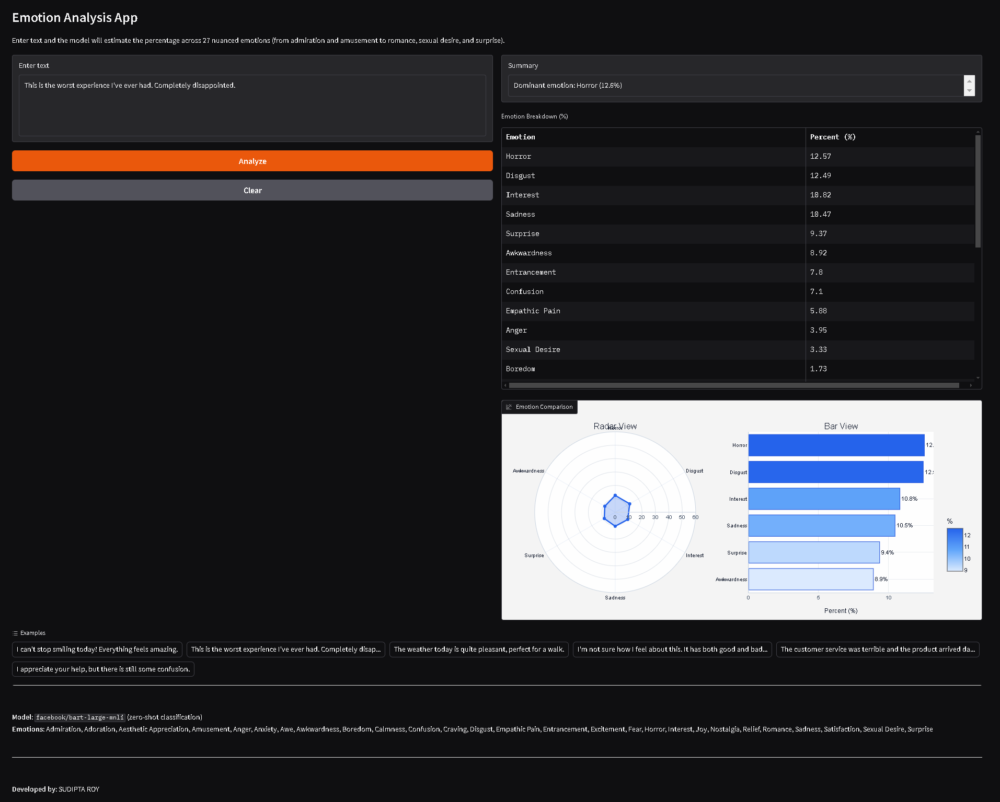 Emotion Analysis App
Enter text and the model will estimate the percentage across 27 nuanced emotions (from admiration and amusement to romance, sexual desire, and surprise).
Enter text
This is the worst experience I've ever had. Completely disappointed.
Analyze
Clear
Summary
Dominant emotion: Horror (12.6%)
Emotion Breakdown (%)
Emotion Percent (%)
Horror 12.57
Disgust 12.49
Interest 10.82
Sadness 10.47
Surprise 9.37
Awkwardness 8.92
Entrancement 7.8
Confusion 7.1
Empathic Pain 5.88
Anger 3.95
Sexual Desire 3.33
Boredom 1.73
Emotion Comparison
Radar View
Horror
Awkwardness
Disgust
0 10 20 30 40 50 60
Surprise
Interest
Sadness
Bar View
Horror 12.
Disgust 12.
Interest 10.8%
Sadness 10.5%
Surprise 9.4%
Awkwardness 8.9%
0 5 10
Percent (%)
%
12
11
10
9
Examples
I can't stop smiling today! Everything feels amazing.
This is the worst experience I've ever had. Completely disap...
The weather today is quite pleasant, perfect for a walk.
I'm not sure how I feel about this. It has both good and bad...
The customer service was terrible and the product arrived da...
I appreciate your help, but there is still some confusion.
Model: facebook/bart-large-mnli (zero-shot classification)
Emotions: Admiration, Adoration, Aesthetic Appreciation, Amusement, Anger, Anxiety, Awe, Awkwardness, Boredom, Calmness, Confusion, Craving, Disgust, Empathic Pain, Entrancement, Excitement, Fear, Horror, Interest, Joy, Nostalgia, Relief, Romance, Sadness, Satisfaction, Sexual Desire, Surprise
Developed by: SUDIPTA ROY